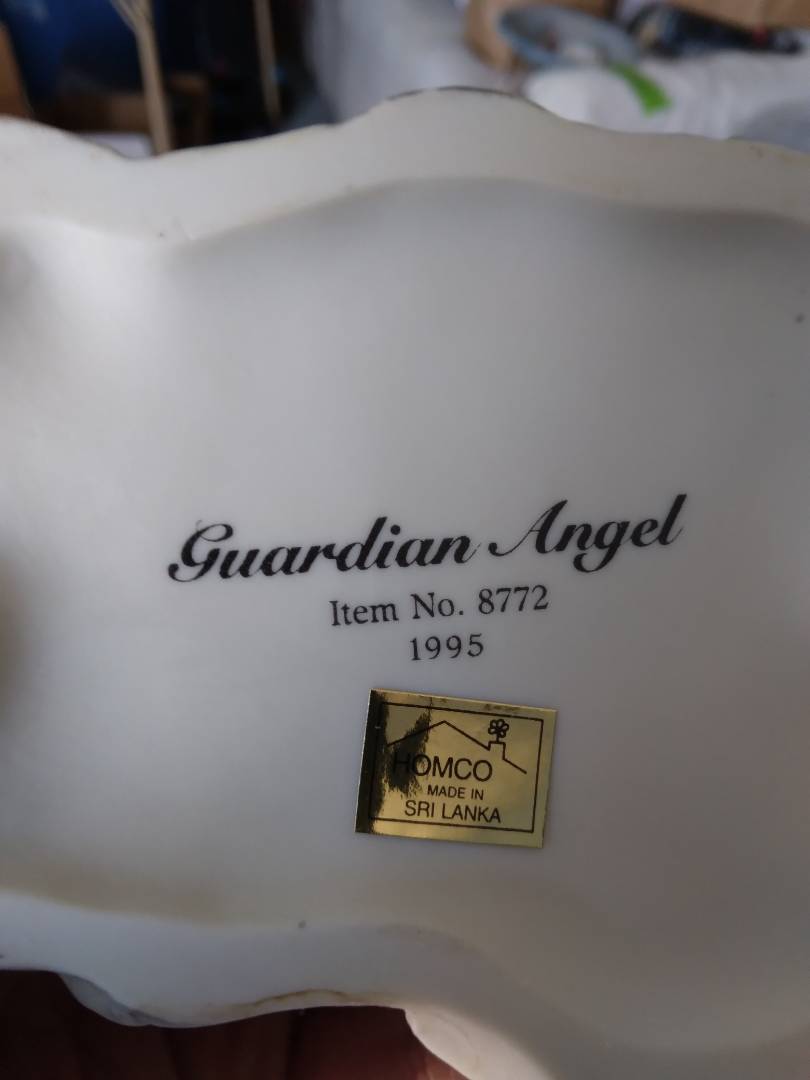 Guardian Angel
Item No. 8772
1995
HOMCO
MADE IN
SRI LANKA